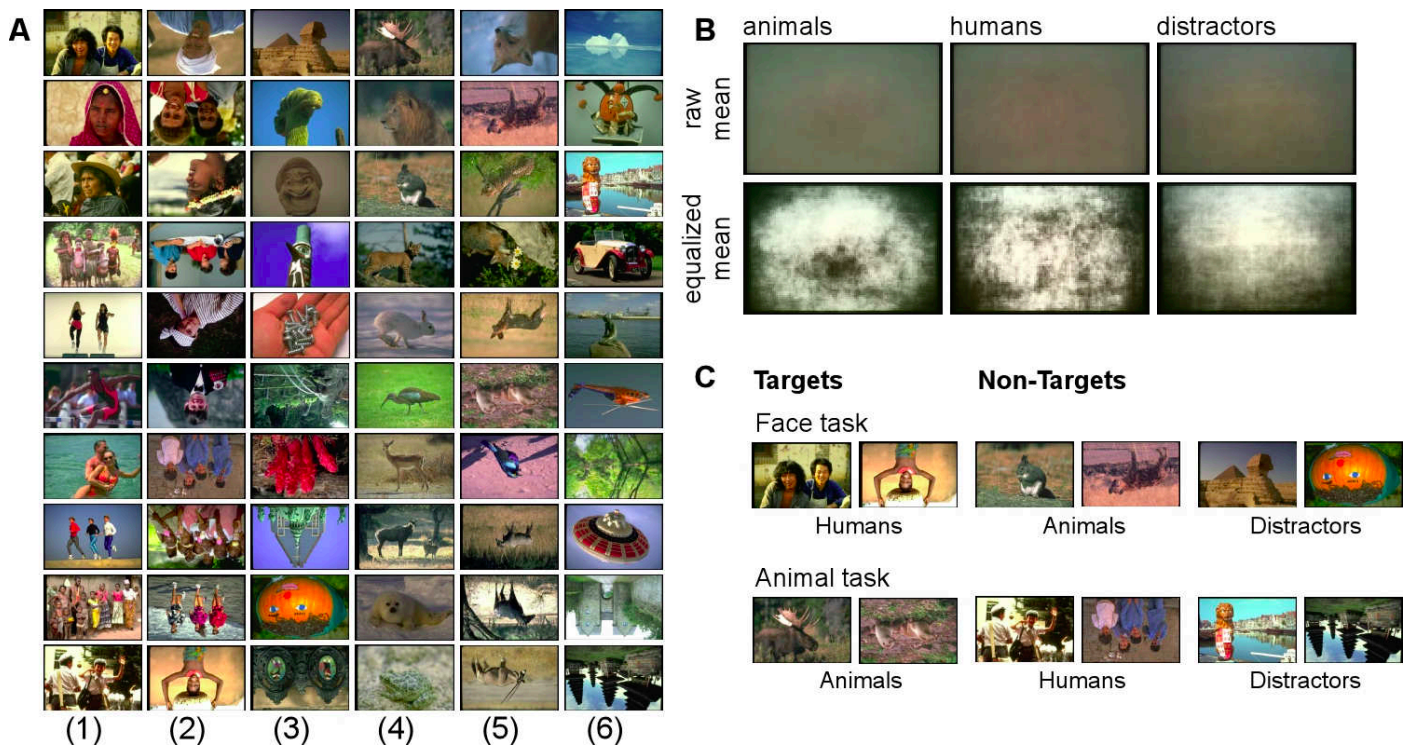 A
(1) (2) (3) (4) (5) (6)
B
animals humans distractors
raw mean
equalized mean
C
Targets Non-Targets
Face task
Humans Animals Distractors
Animal task
Animals Humans Distractors